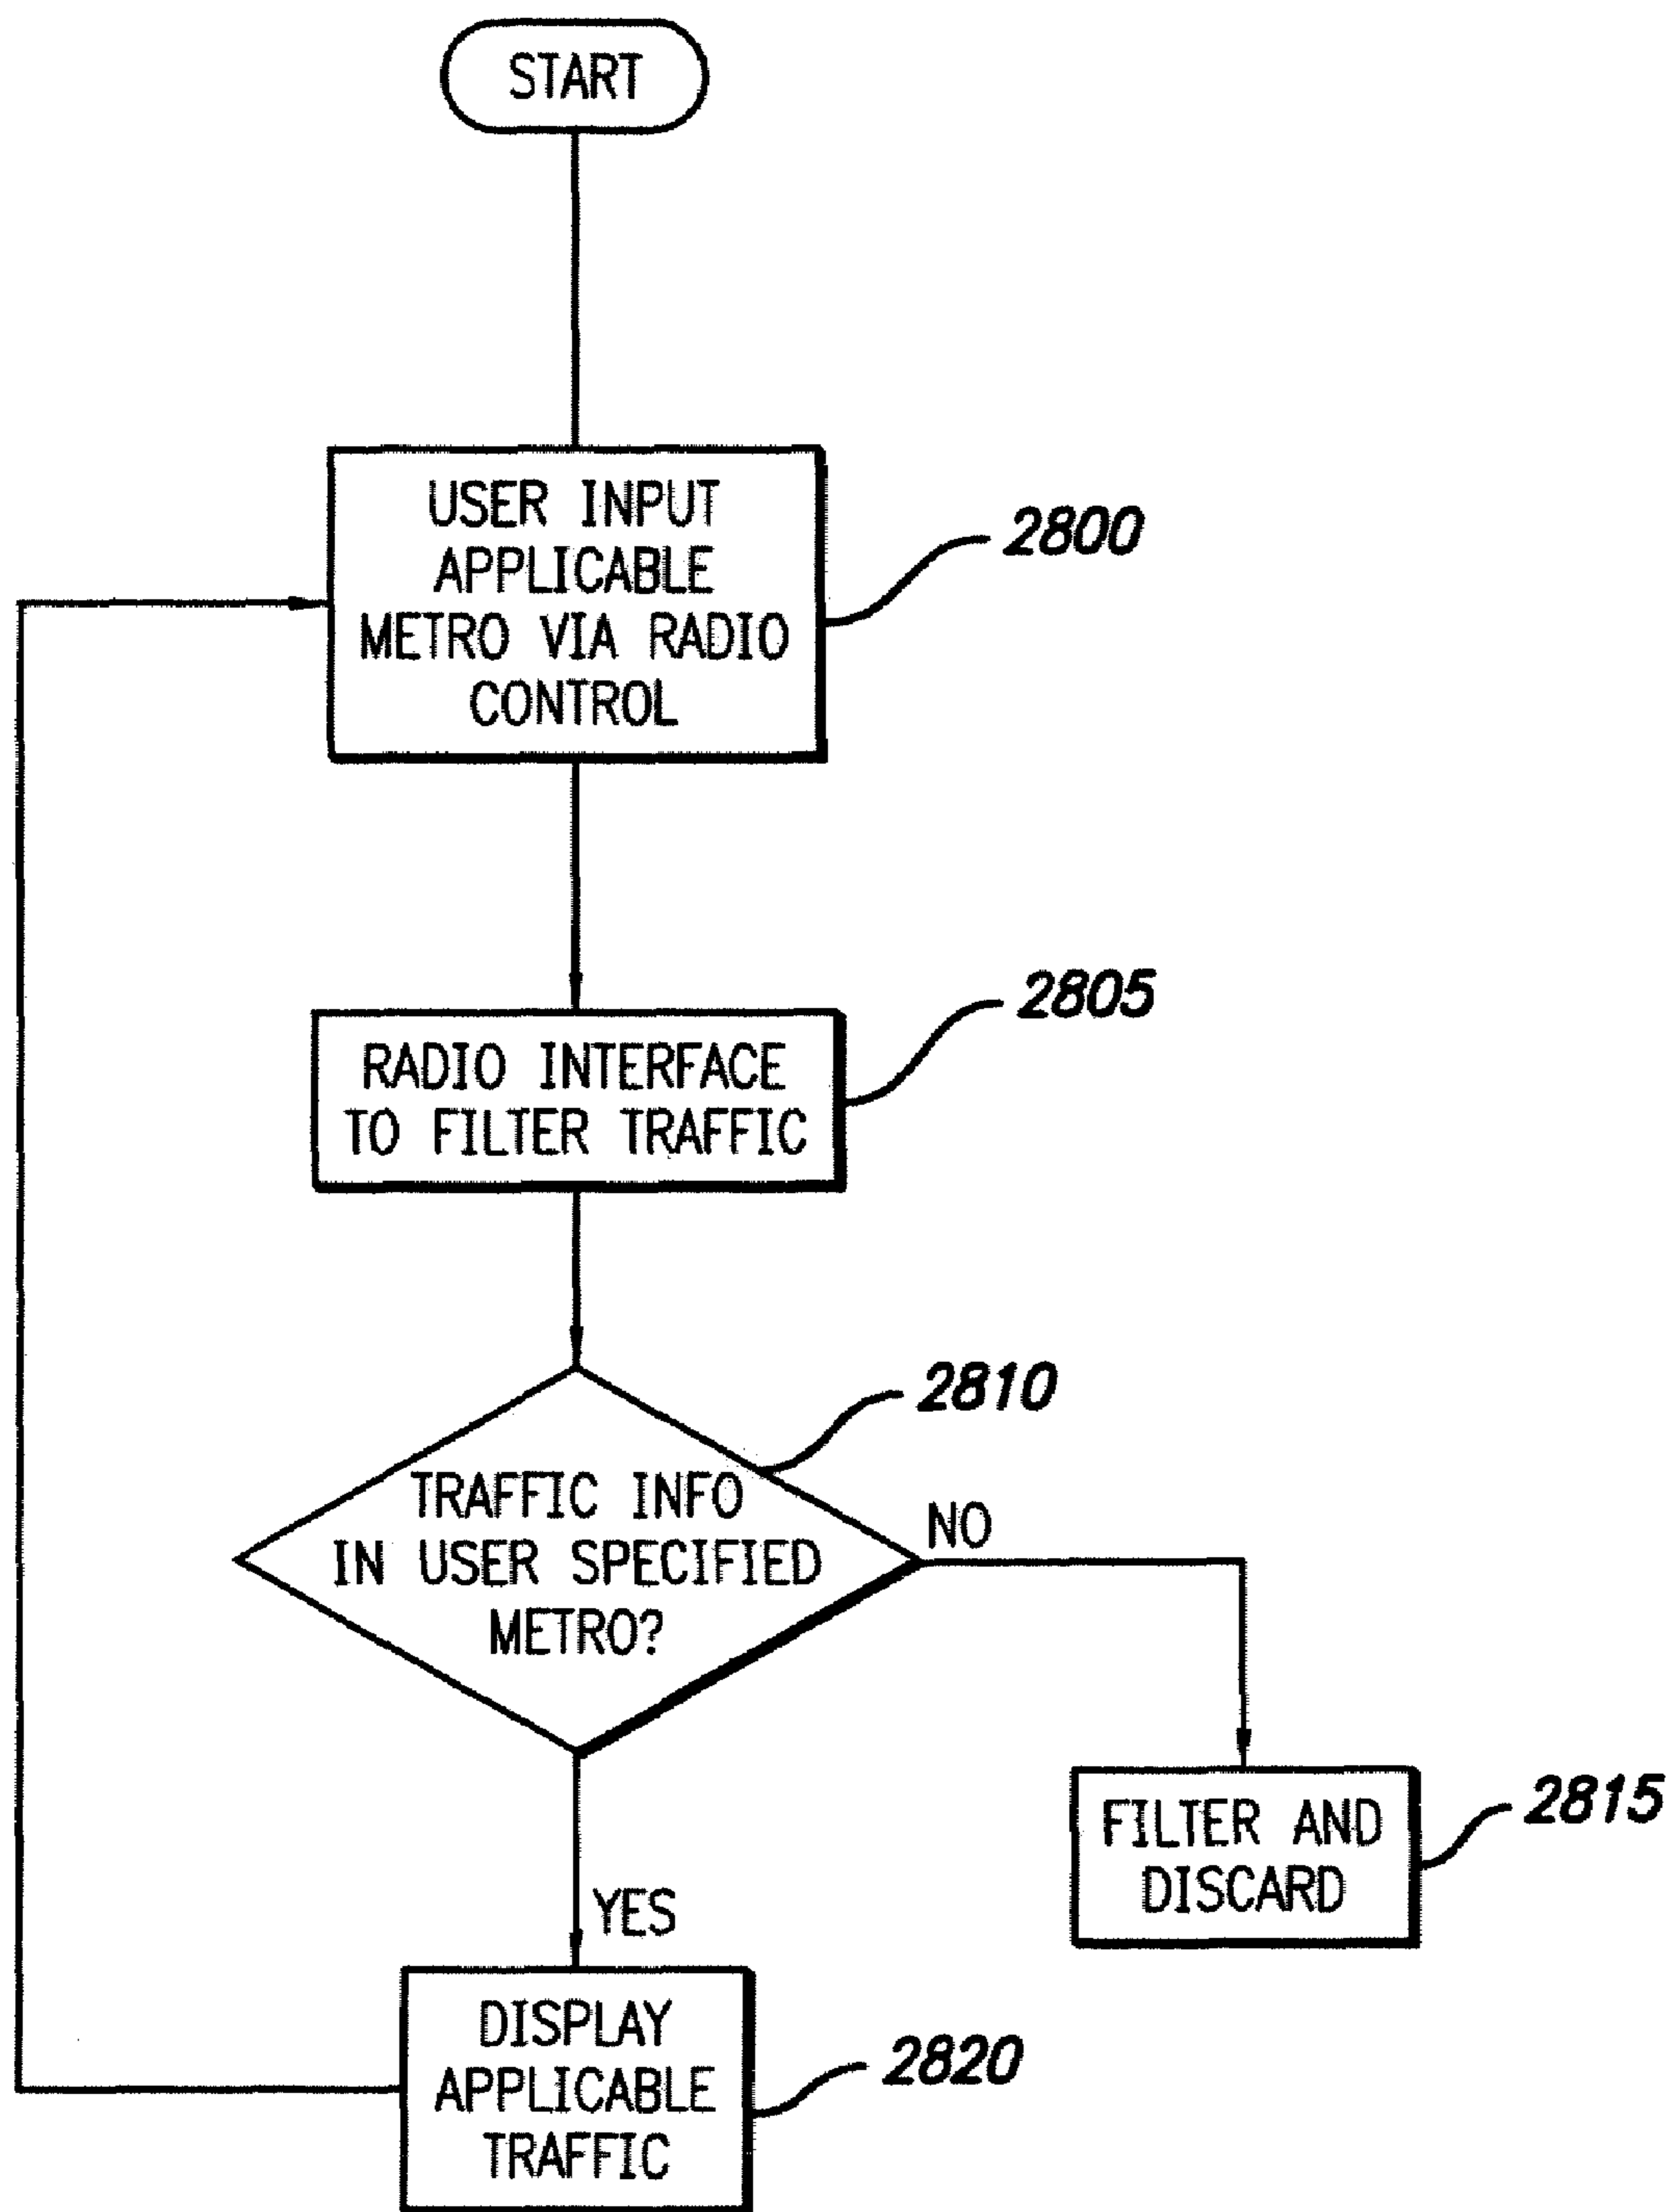 START
USER INPUT
APPLICABLE
METRO VIA RADIO
CONTROL
2800
RADIO INTERFACE
TO FILTER TRAFFIC
2805
TRAFFIC INFO
IN USER SPECIFIED
METRO?
2810
NO
FILTER AND
DISCARD
2815
YES
DISPLAY
APPLICABLE
TRAFFIC
2820